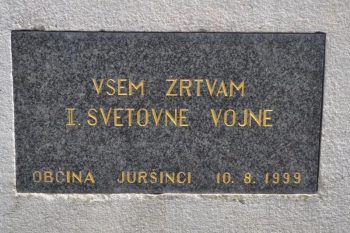 VSEM ŽRTVAM
I. SVETOVNE VOJNE
OBČINA JURŠINCI 10. 8. 1999